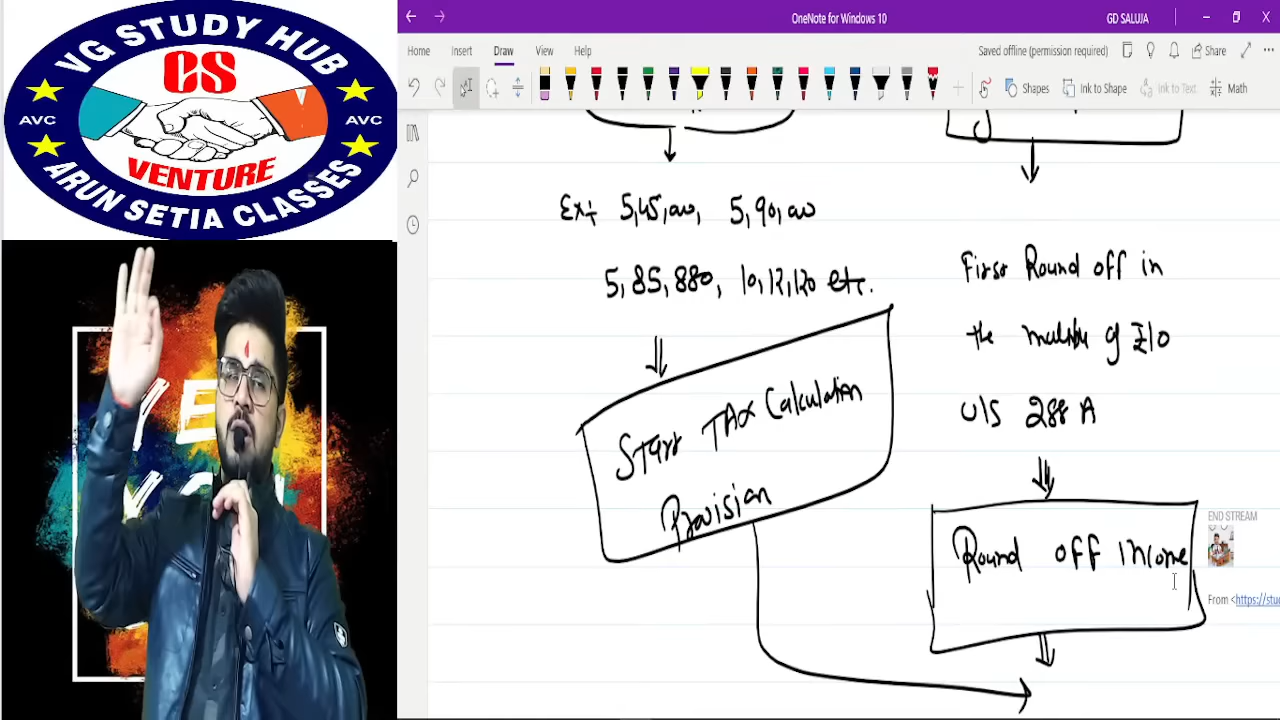 VG STUDY HUB
CS
AVC
AVC
VENTURE
ARUN SETIA CLASSES
OneNote for Windows 10
GD SALUJA
Home Insert Draw View Help
Saved offline (permission required)
Share
Shapes
Ink to Shape
Ink to Text
Math
Ex:- 5,45,000, 5,90,000
5,85,880, 10,12,120 etc.
Start Tax Calculation
Provision
First Round off in
the multiple of ₹10
U/S 288 A
Round off income
END STREAM
From <https://stu